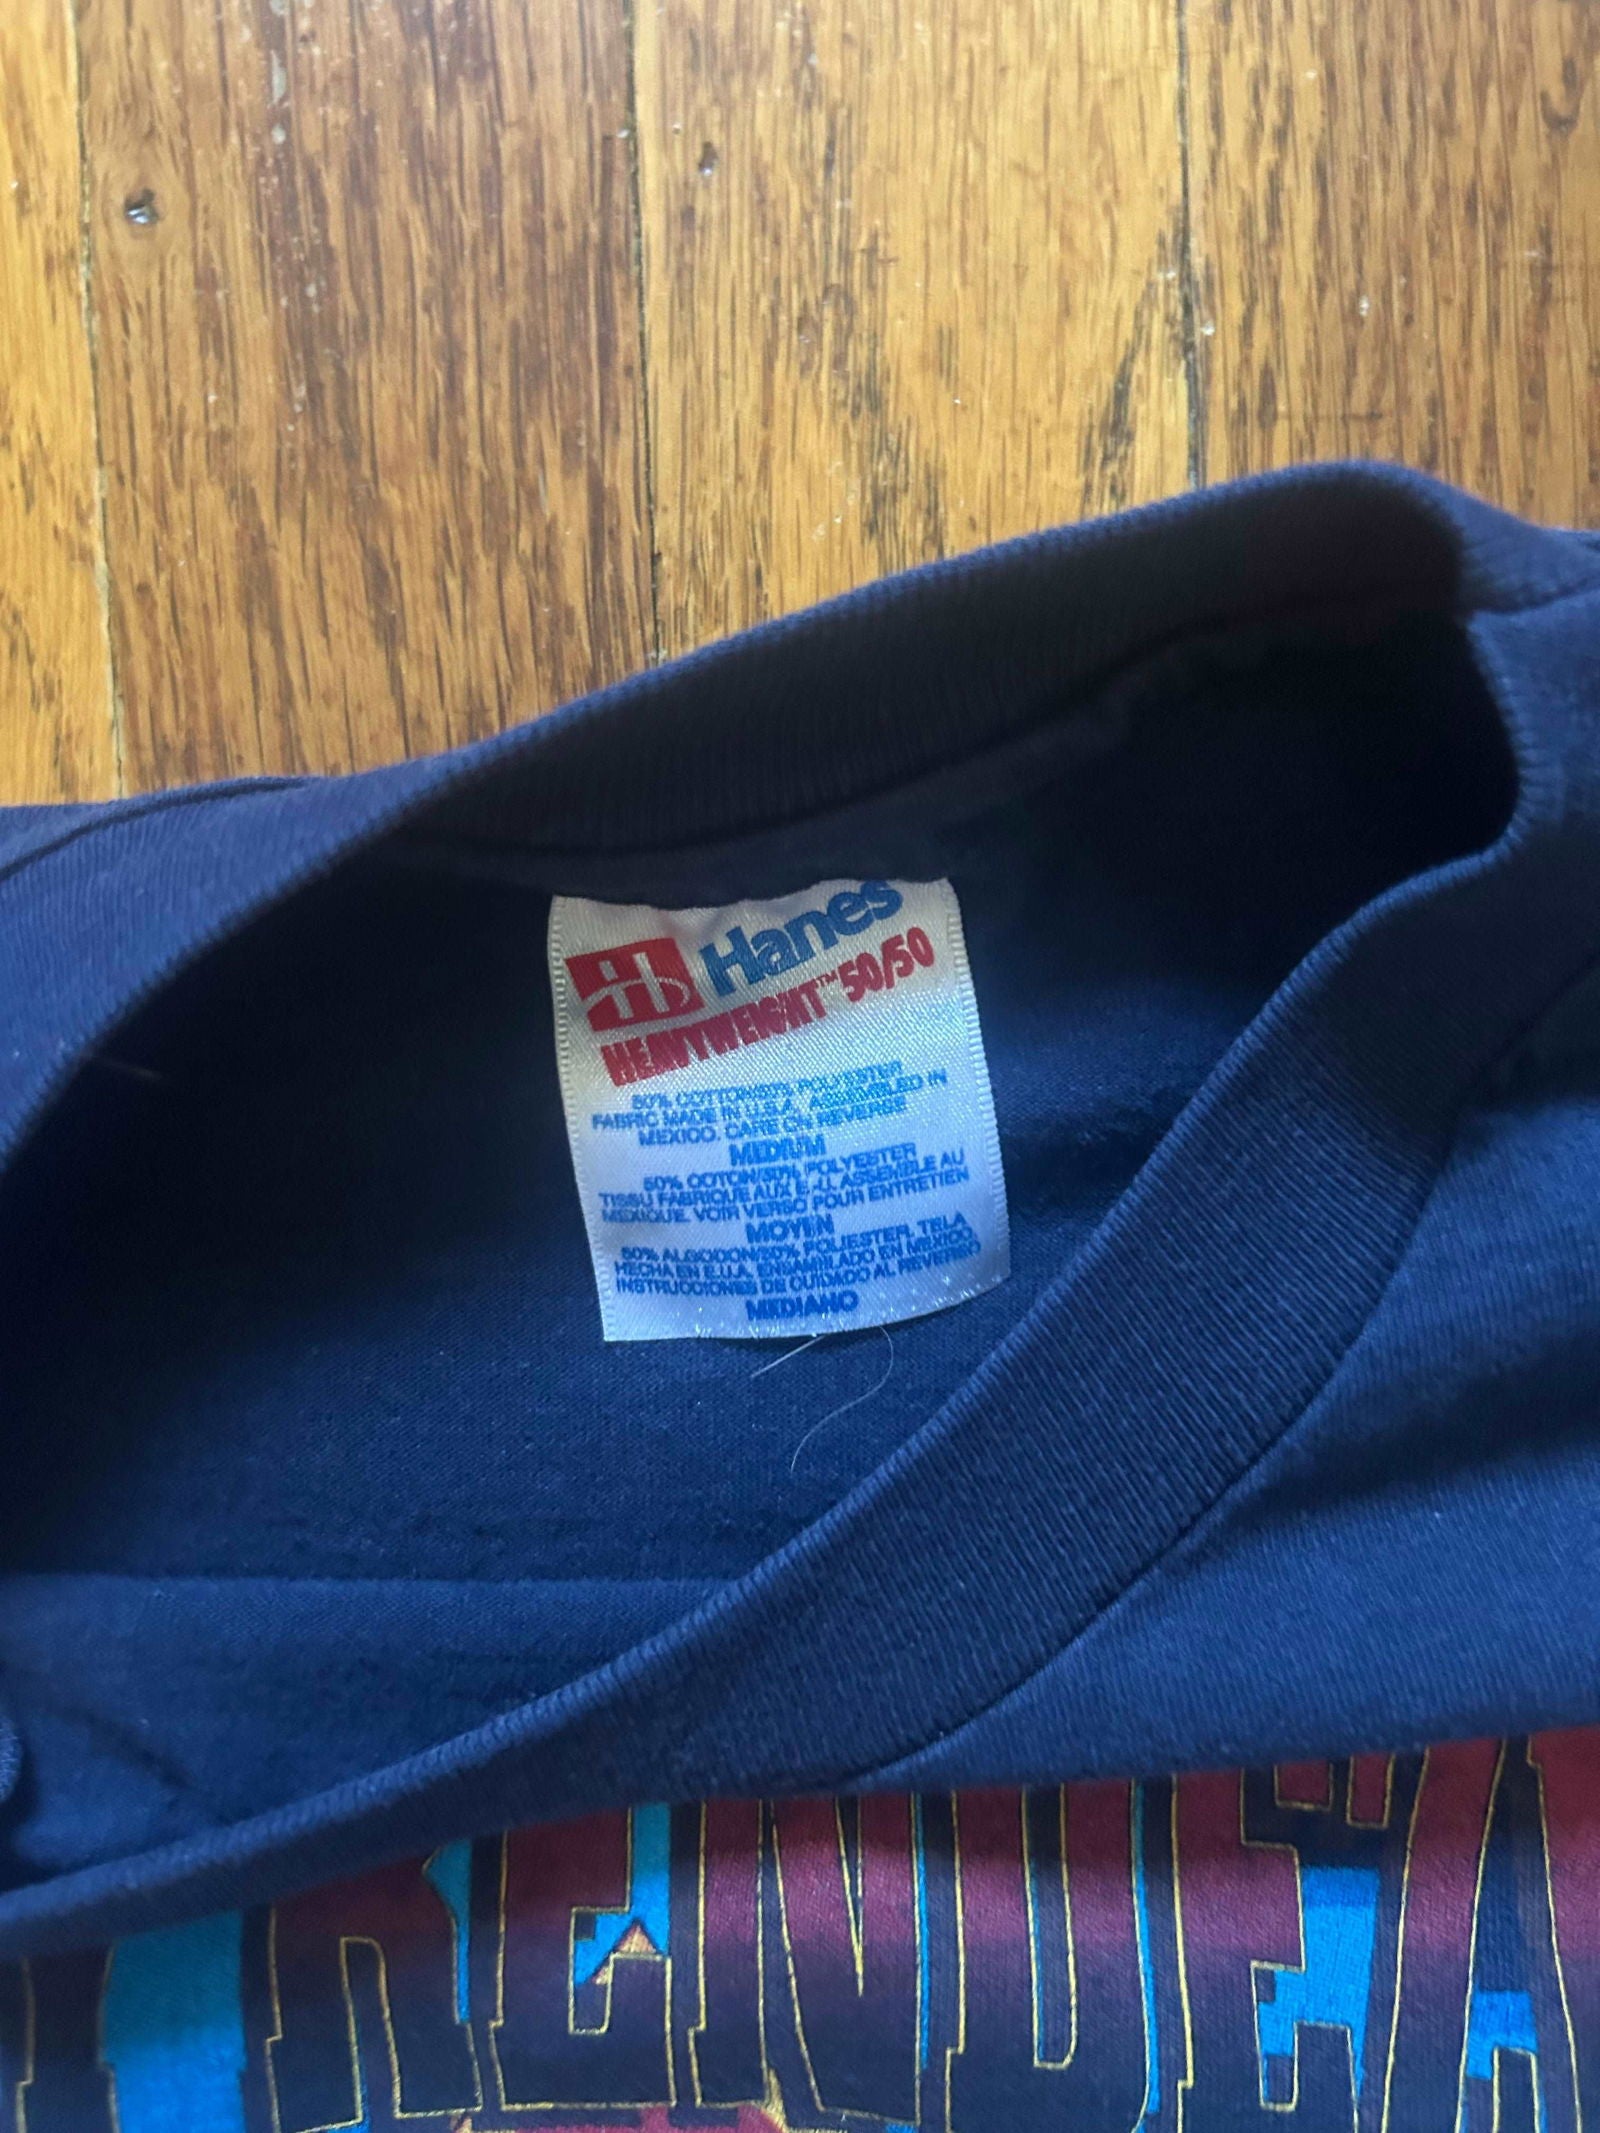 Hanes
HEAVYWEIGHT™ 50/50
50% COTTON/50% POLYESTER
FABRIC MADE IN U.S.A. ASSEMBLED IN
MEXICO. CARE ON REVERSE
MEDIUM
50% COTON/50% POLYESTER
TISSU FABRIQUE AUX E.-U. ASSEMBLE AU
MEXIQUE. VOIR VERSO POUR ENTRETIEN
MOYEN
50% ALGODON/50% POLIESTER. TELA
HECHA EN E.U.A. ENSAMBLADO EN MEXICO.
INSTRUCCIONES DE CUIDADO AL REVERSO
MEDIANO